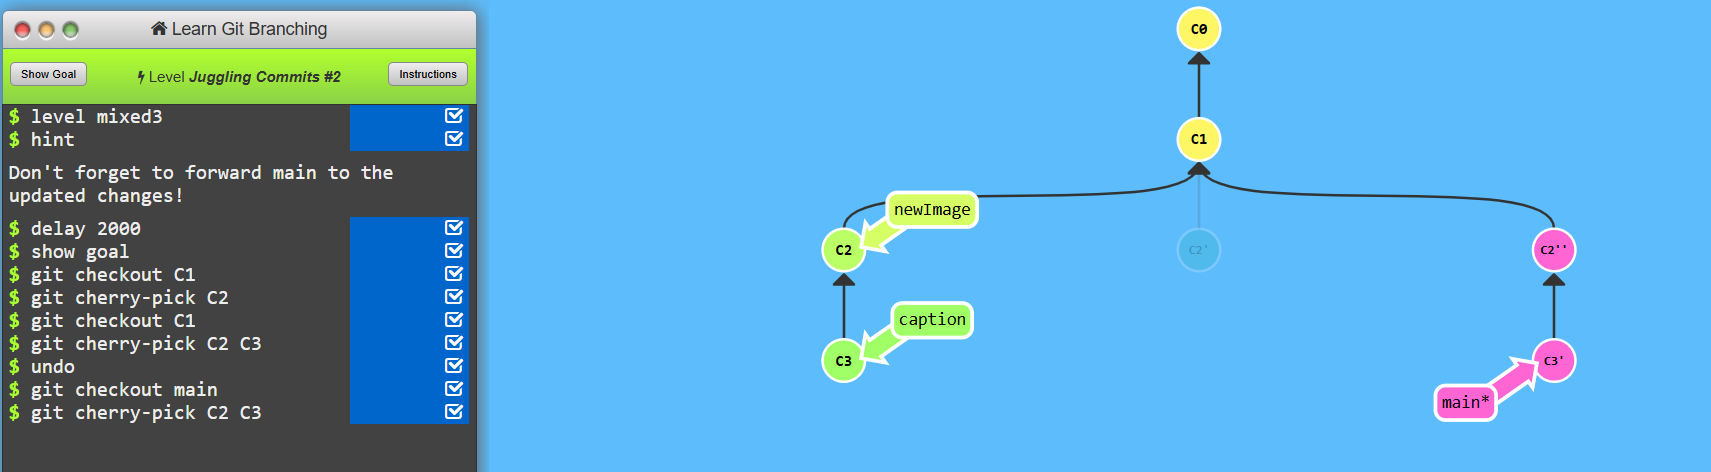 Learn Git Branching
Show Goal
Level Juggling Commits #2
Instructions
$ level mixed3
$ hint
Don't forget to forward main to the
updated changes!
$ delay 2000
$ show goal
$ git checkout C1
$ git cherry-pick C2
$ git checkout C1
$ git cherry-pick C2 C3
$ undo
$ git checkout main
$ git cherry-pick C2 C3
C0
C1
newImage
C2
C2'
C2''
caption
C3
C3'
main*